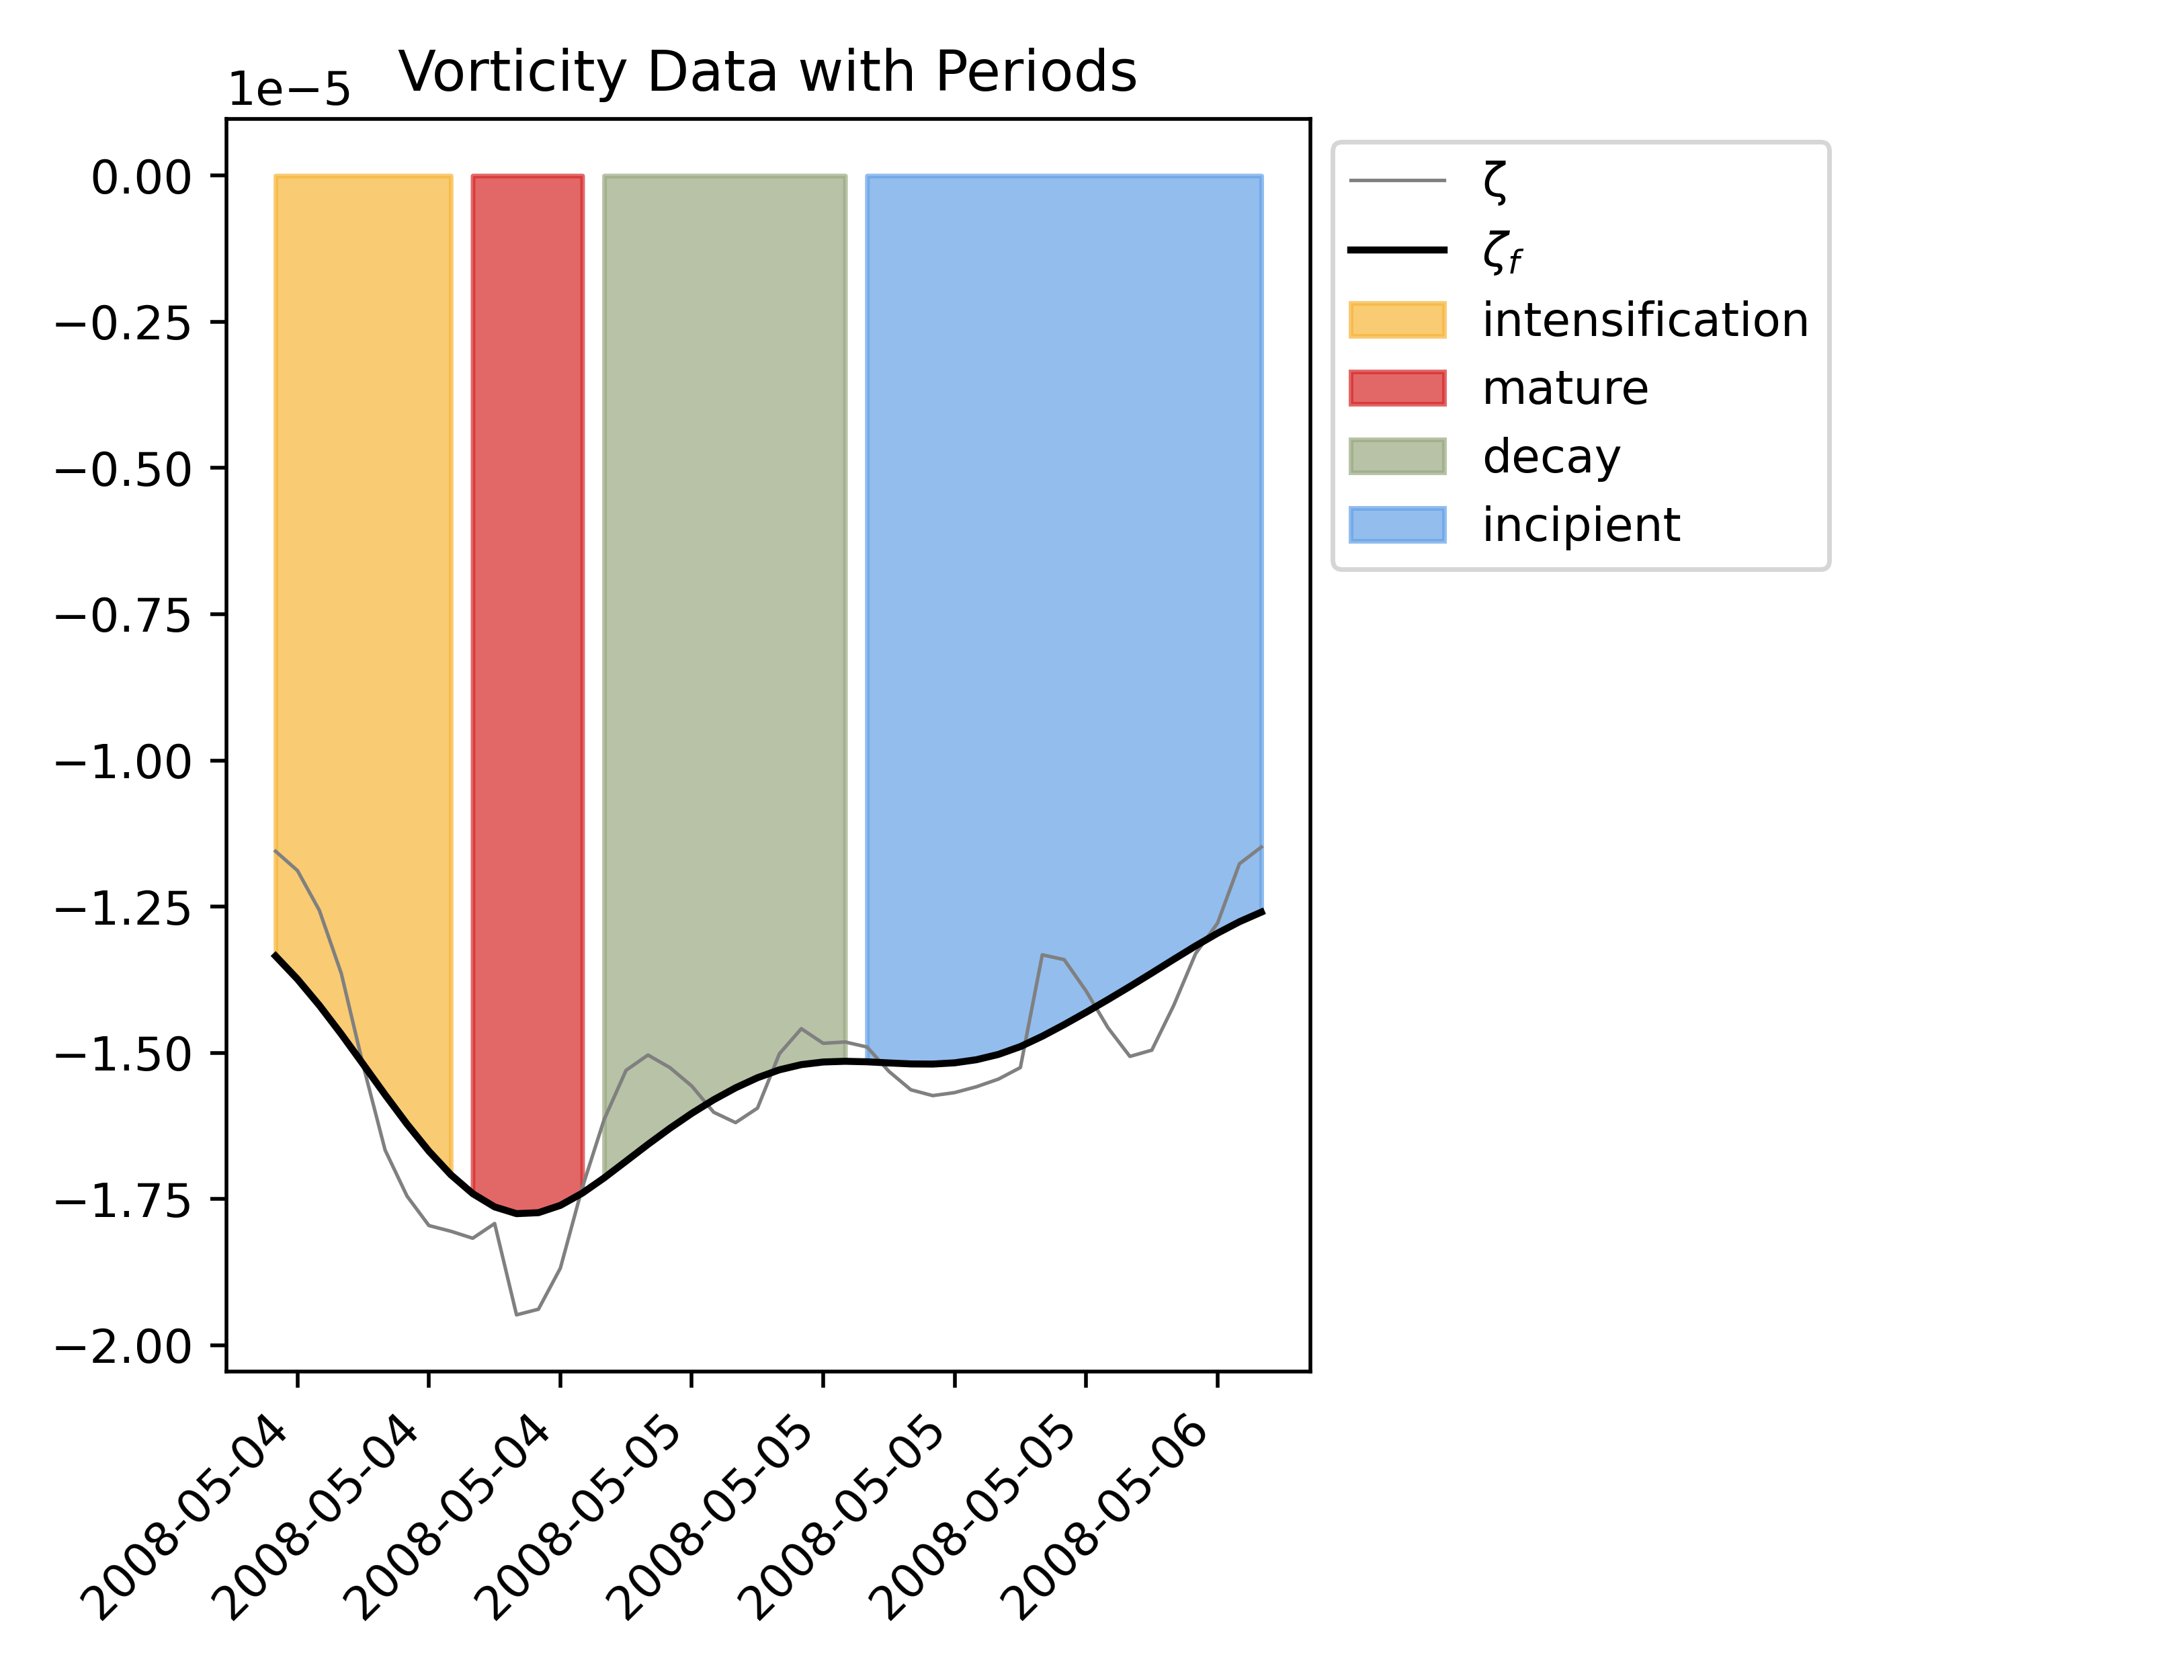 Vorticity Data with Periods
1e−5
0.00
−0.25
−0.50
−0.75
−1.00
−1.25
−1.50
−1.75
−2.00
2008-05-04
2008-05-04
2008-05-04
2008-05-05
2008-05-05
2008-05-05
2008-05-05
2008-05-06
ζ
ζf
intensification
mature
decay
incipient